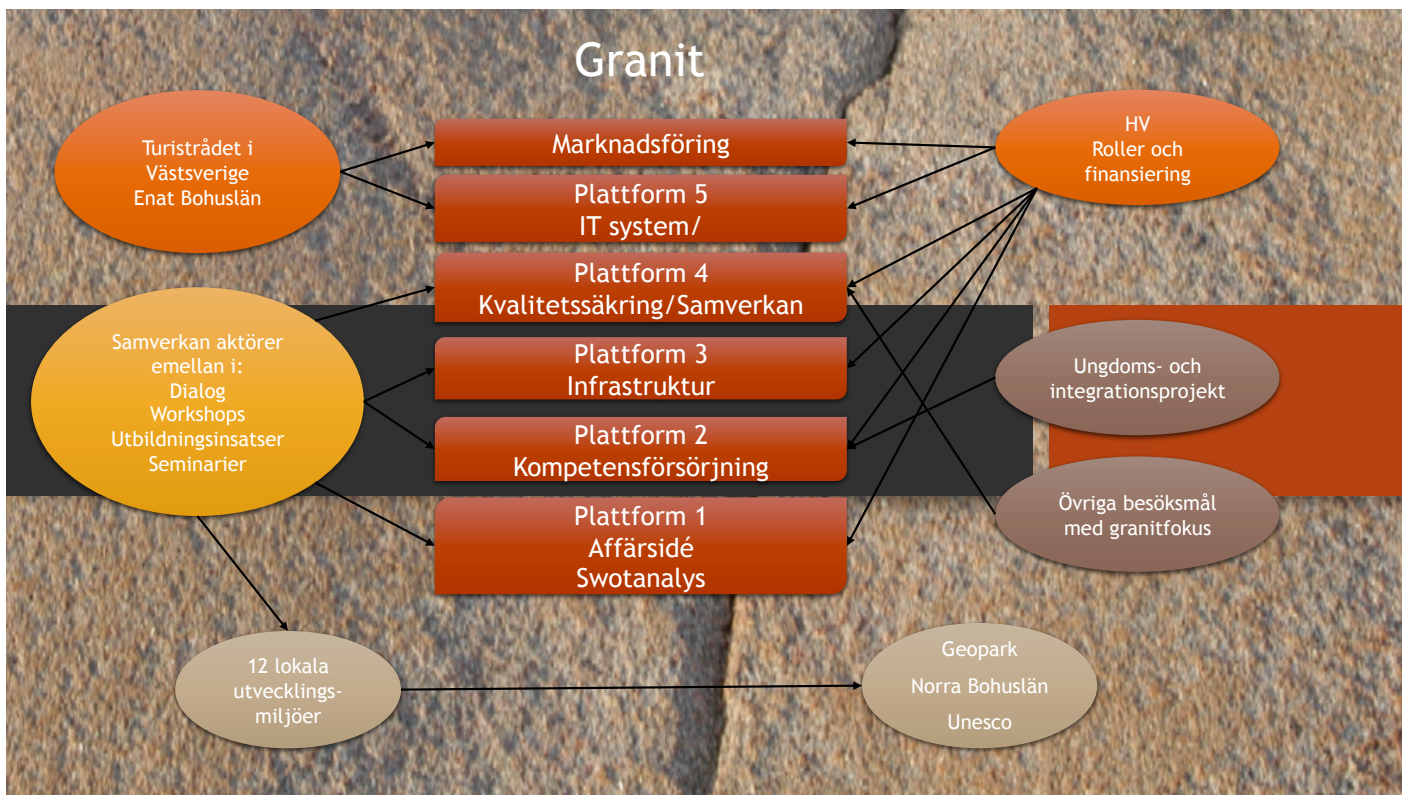 Granit
Turistrådet i
Västsverige
Enat Bohuslän
Marknadsföring
HV
Roller och
finansiering
Plattform 5
IT system/
Plattform 4
Kvalitetssäkring/Samverkan
Samverkan aktörer
emellan i:
Dialog
Workshops
Utbildningsinsatser
Seminarier
Plattform 3
Infrastruktur
Ungdoms- och
integrationsprojekt
Plattform 2
Kompetensförsörjning
Övriga besöksmål
med granitfokus
Plattform 1
Affärsidé
Swotanalys
12 lokala
utvecklings-
miljöer
Geopark
Norra Bohuslän
Unesco